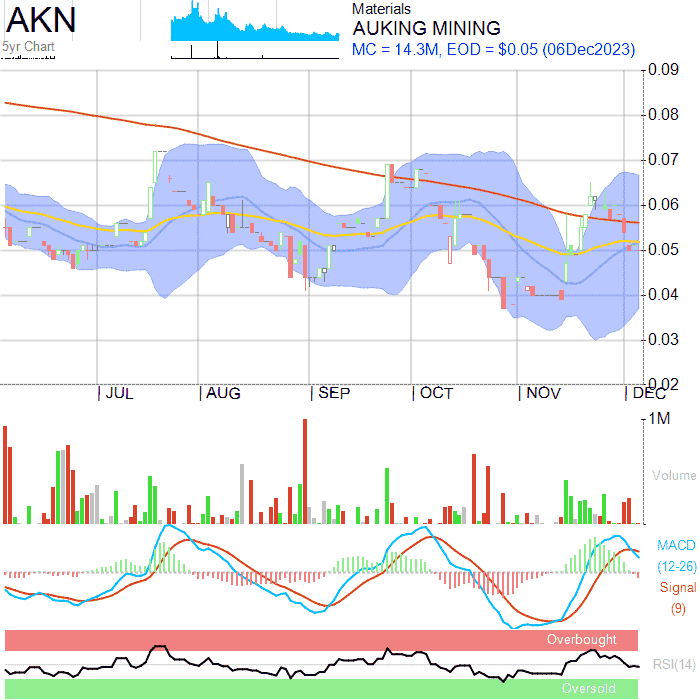 AKN
5yr Chart
Materials
AUKING MINING
MC = 14.3M, EOD = $0.05 (06Dec2023)
0.09
0.08
0.07
0.06
0.05
0.04
0.03
0.02
JUL AUG SEP OCT NOV DEC
1M
Volume
MACD
(12-26)
Signal
(9)
Overbought
RSI(14)
Oversold